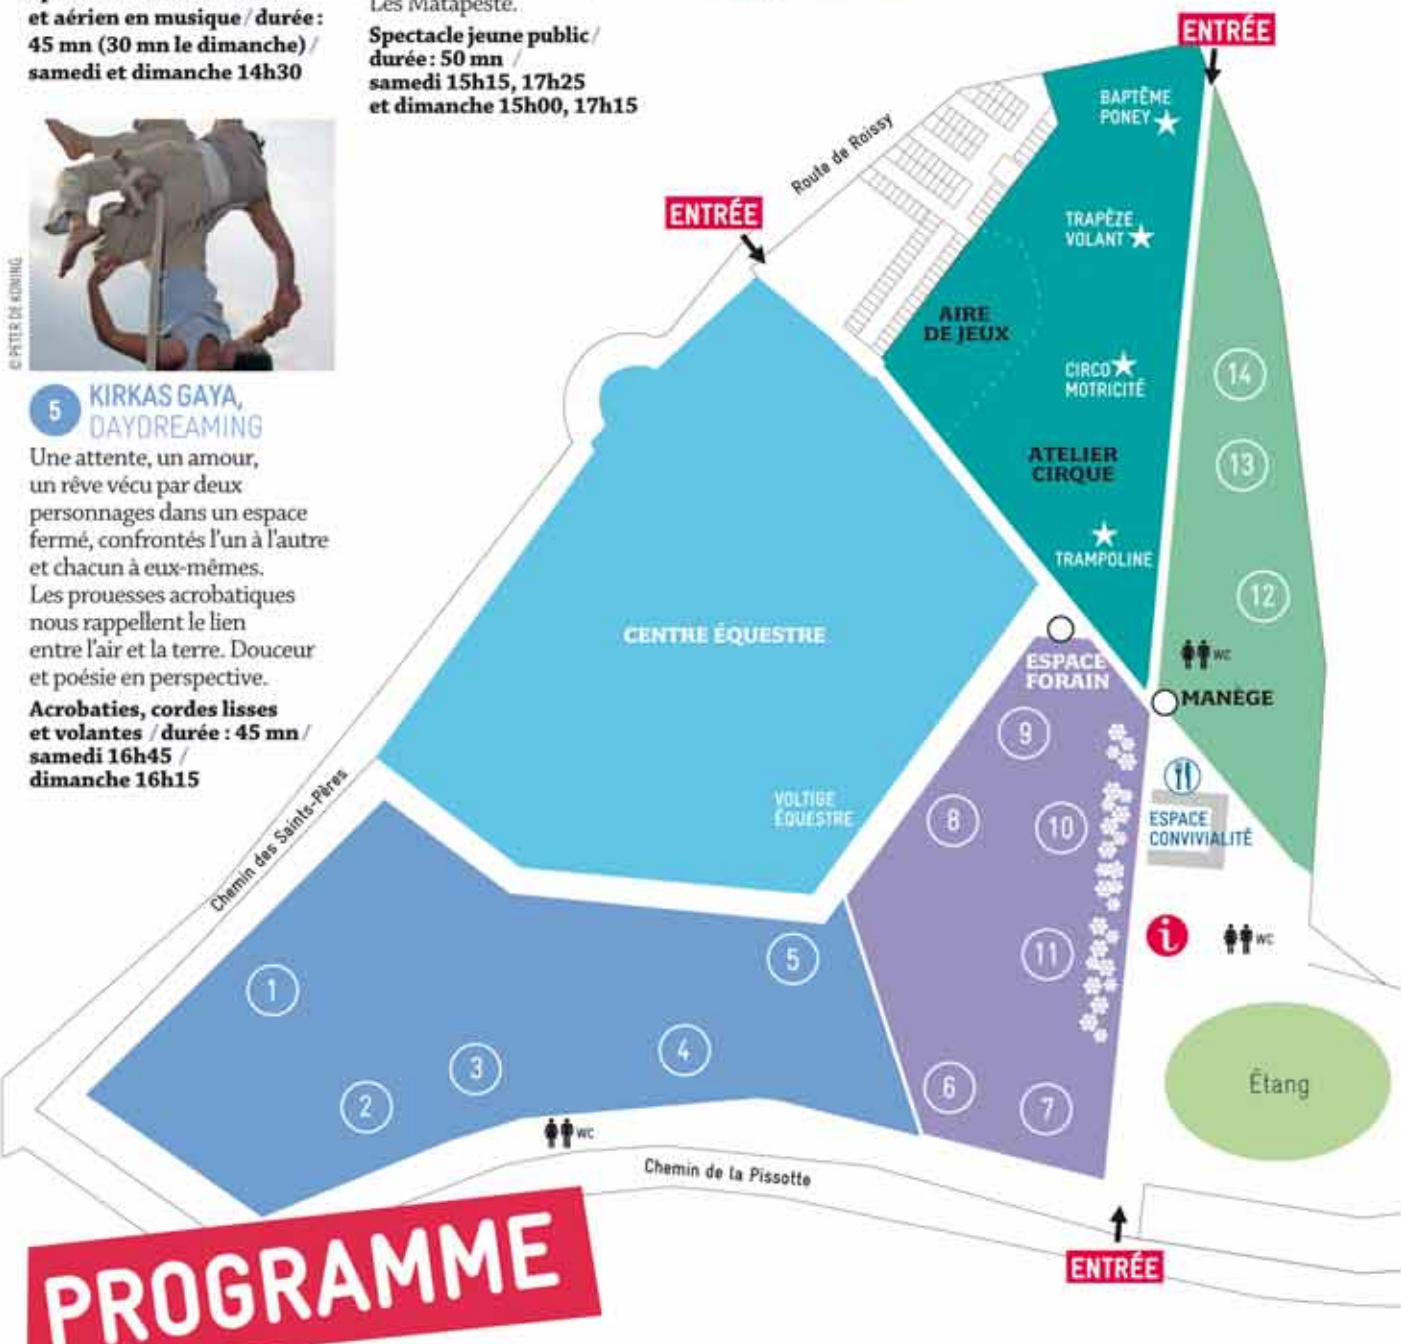 et aérien en musique / durée :
45 mn (30 mn le dimanche) /
samedi et dimanche 14h30
Les Matapeste.
Spectacle jeune public /
durée : 50 mn /
samedi 15h15, 17h25
et dimanche 15h00, 17h15
© PETER DE KONING
5 KIRKAS GAYA,
DAYDREAMING
Une attente, un amour,
un rêve vécu par deux
personnages dans un espace
fermé, confrontés l'un à l'autre
et chacun à eux-mêmes.
Les prouesses acrobatiques
nous rappellent le lien
entre l'air et la terre. Douceur
et poésie en perspective.
Acrobaties, cordes lisses
et volantes / durée : 45 mn /
samedi 16h45 /
dimanche 16h15
ENTRÉE
ENTRÉE
Route de Roissy
BAPTÊME
PONEY
TRAPÈZE
VOLANT
AIRE
DE JEUX
CIRCO
MOTRICITÉ
ATELIER
CIRQUE
TRAMPOLINE
14
13
12
WC
MANÈGE
CENTRE ÉQUESTRE
VOLTIGE
ÉQUESTRE
ESPACE
FORAIN
9
8
10
11
6
7
ESPACE
CONVIVIALITÉ
i
WC
Étang
Chemin des Saints-Pères
1
2
3
4
5
WC
Chemin de la Pissotte
ENTRÉE
PROGRAMME